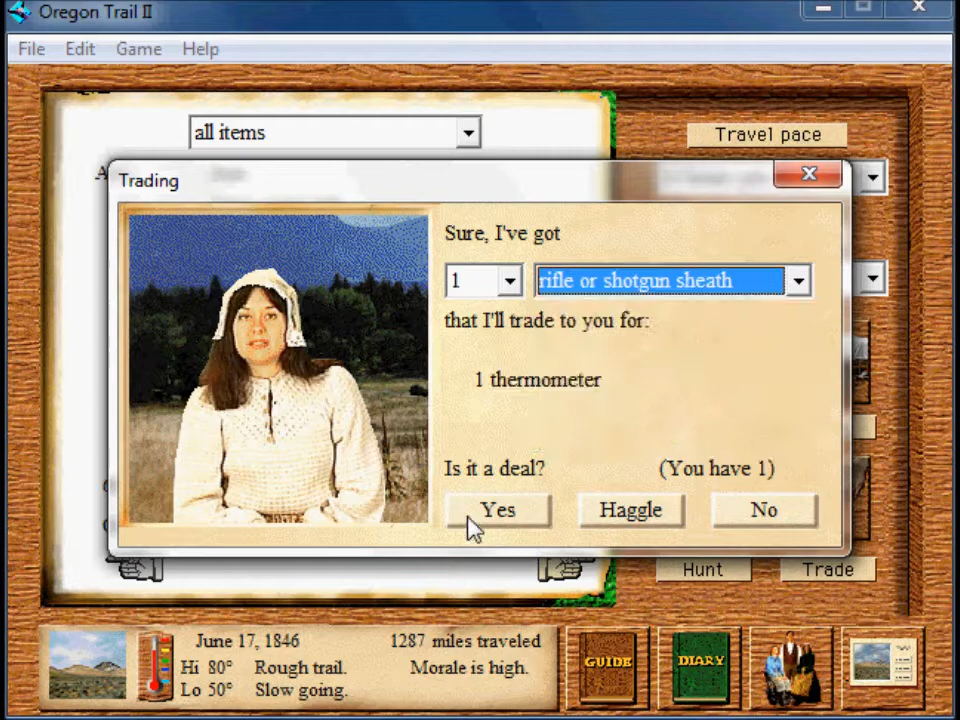 Oregon Trail II
File Edit Game Help
all items
Travel pace
Trading
Sure, I've got
1 rifle or shotgun sheath
that I'll trade to you for:
1 thermometer
Is it a deal? (You have 1)
Yes Haggle No
Hunt Trade
June 17, 1846 1287 miles traveled
Hi 80° Rough trail. Morale is high.
Lo 50° Slow going.
GUIDE DIARY